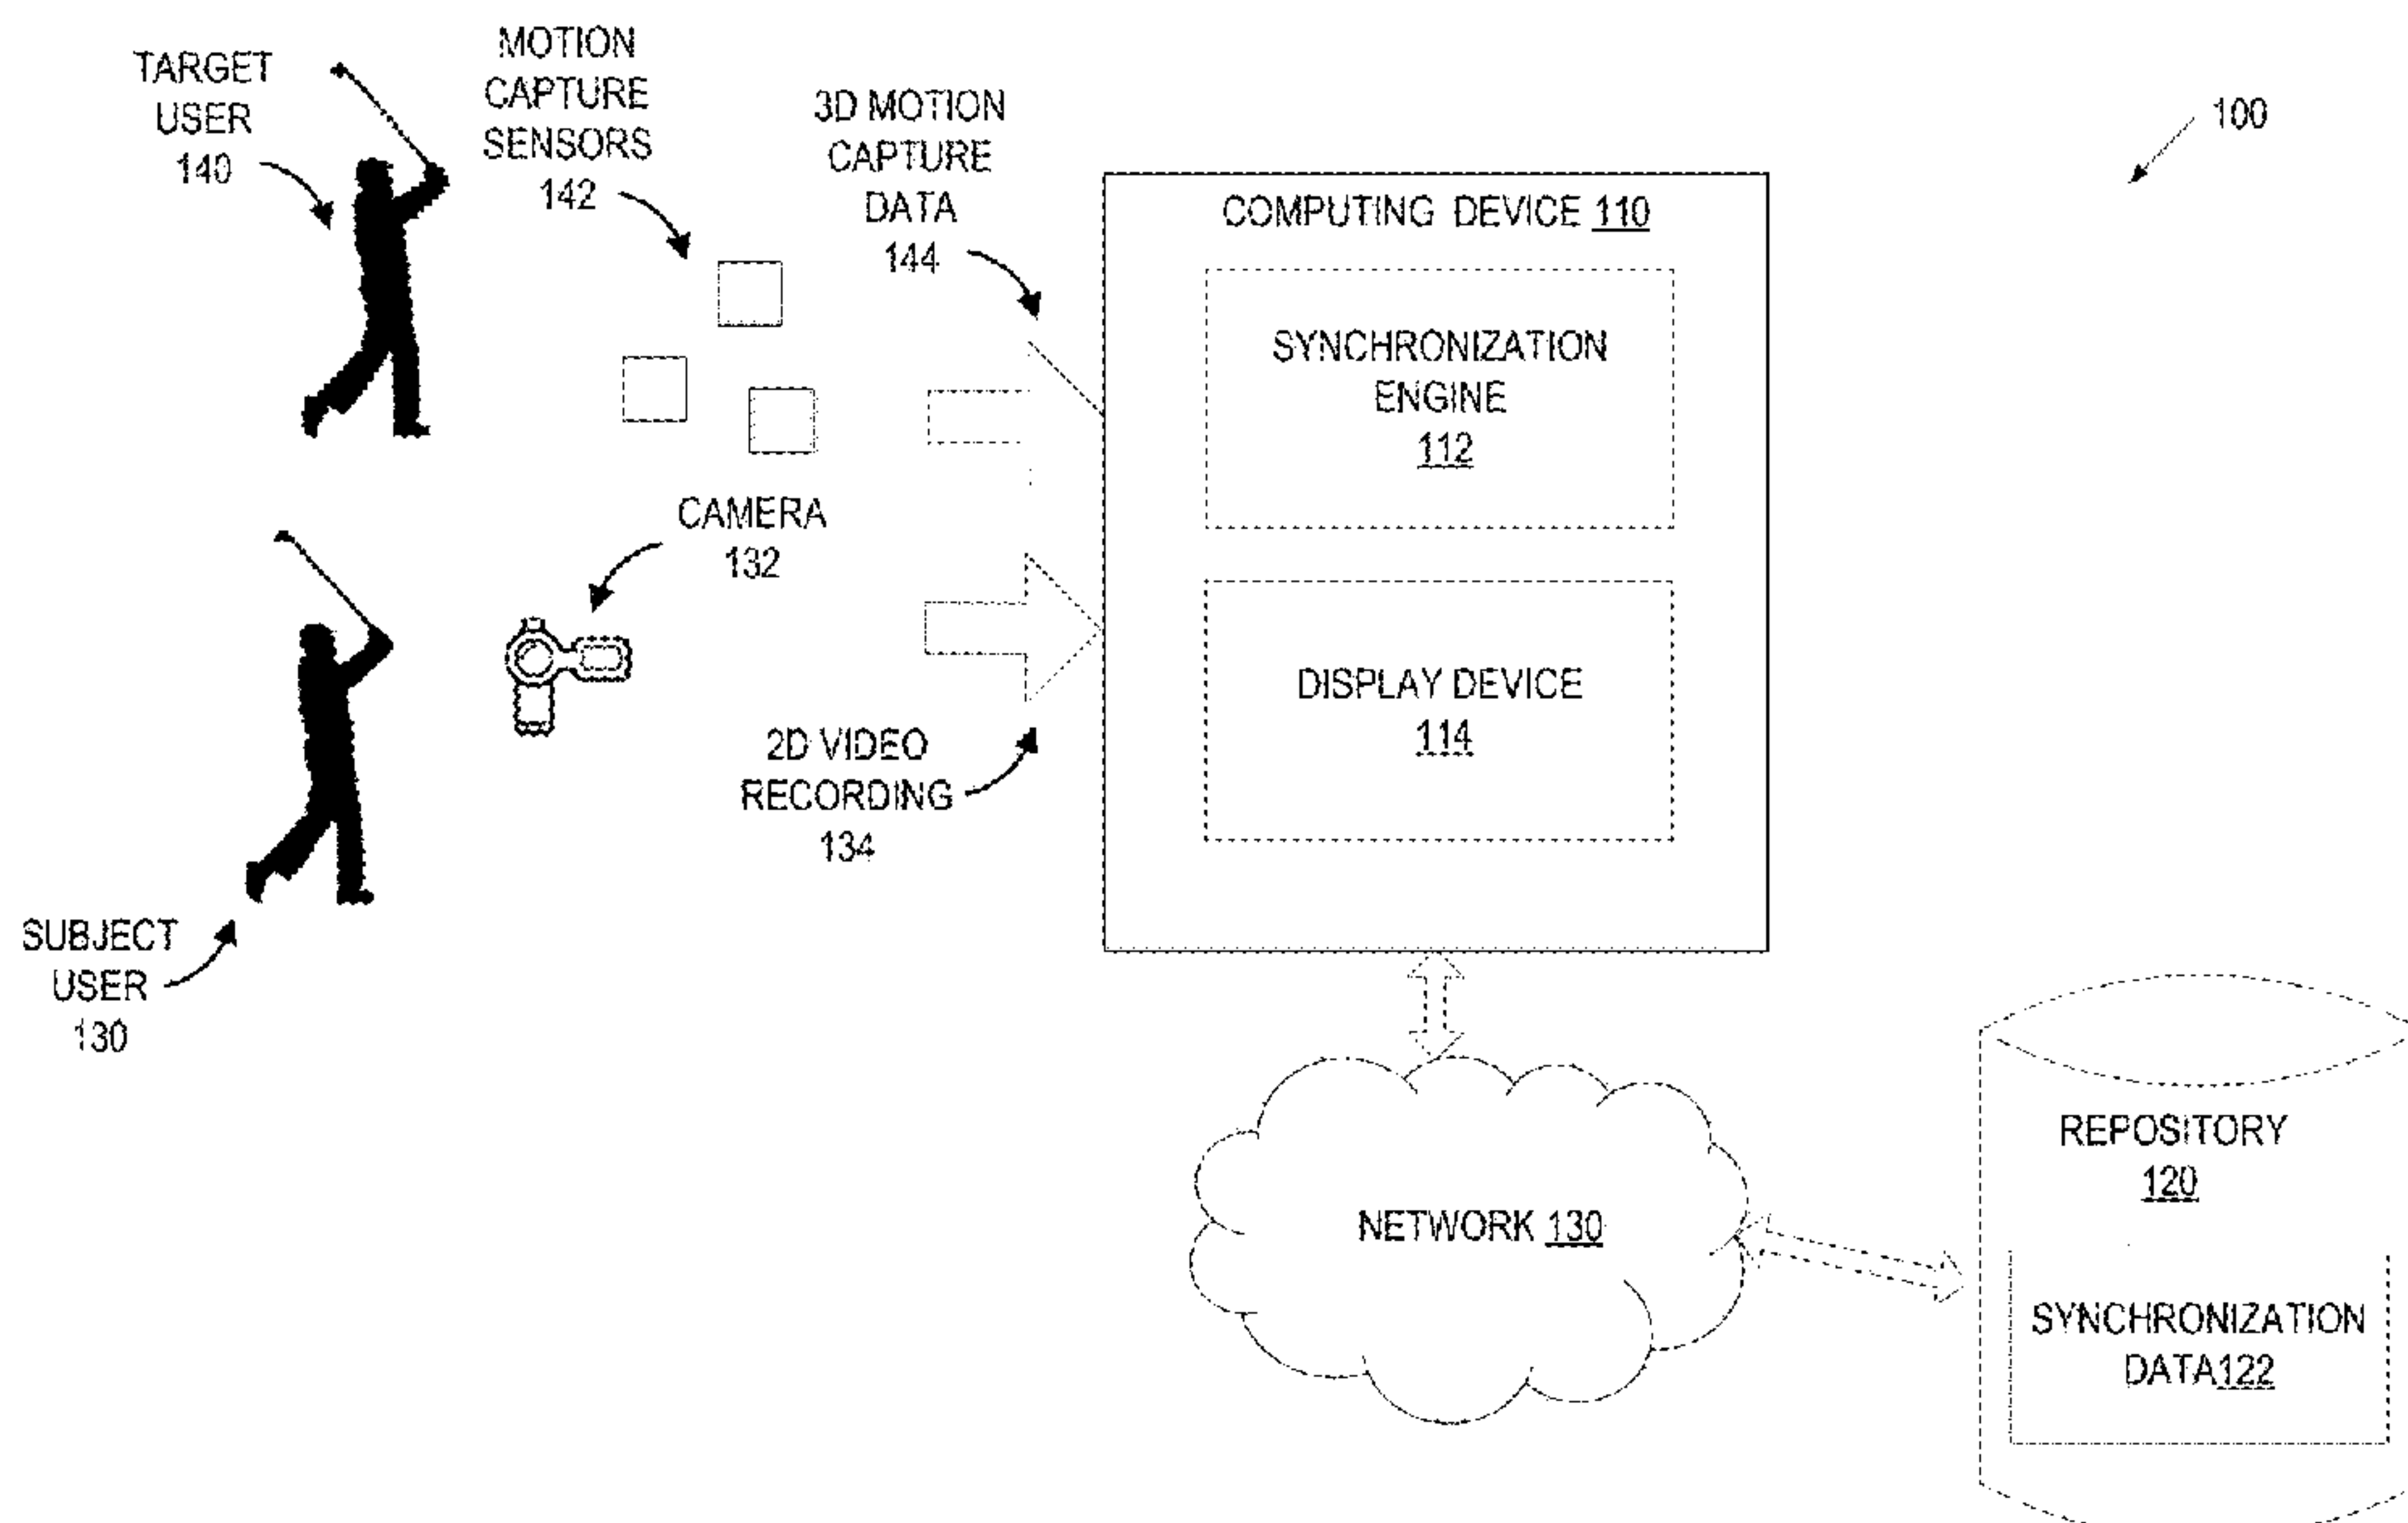 TARGET
USER
140
MOTION
CAPTURE
SENSORS
142
3D MOTION
CAPTURE
DATA
144
100
COMPUTING DEVICE 110
SYNCHRONIZATION
ENGINE
112
CAMERA
132
DISPLAY DEVICE
114
2D VIDEO
RECORDING
134
SUBJECT
USER
130
NETWORK 130
REPOSITORY
120
SYNCHRONIZATION
DATA122